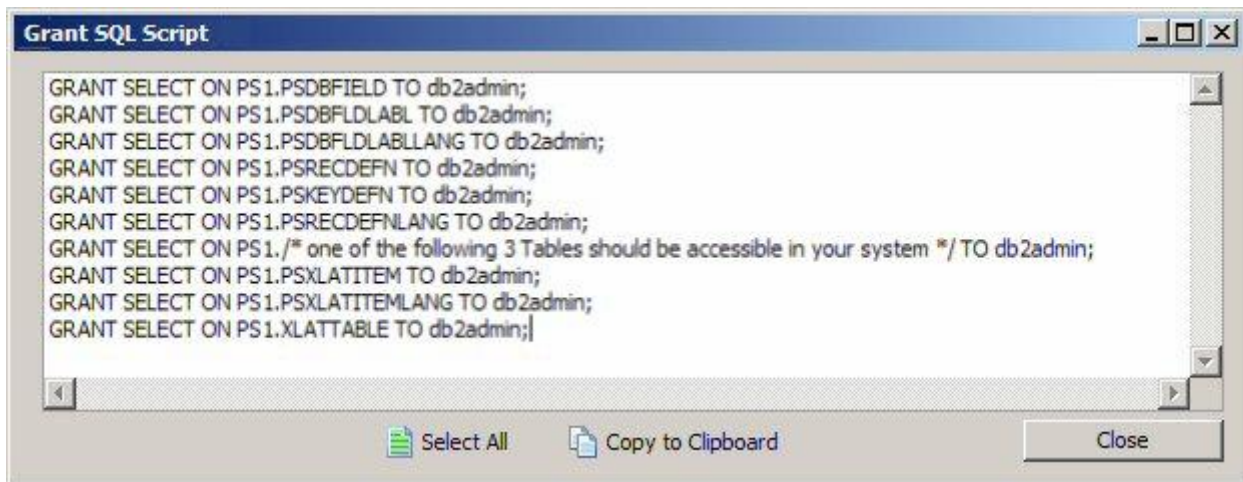 Grant SQL Script
GRANT SELECT ON PS1.PSDBFIELD TO db2admin;
GRANT SELECT ON PS1.PSDBFLDLABL TO db2admin;
GRANT SELECT ON PS1.PSDBFLDLABLLANG TO db2admin;
GRANT SELECT ON PS1.PSRECDEFN TO db2admin;
GRANT SELECT ON PS1.PSKEYDEFN TO db2admin;
GRANT SELECT ON PS1.PSRECDEFNLANG TO db2admin;
GRANT SELECT ON PS1./* one of the following 3 Tables should be accessible in your system */ TO db2admin;
GRANT SELECT ON PS1.PSXLATITEM TO db2admin;
GRANT SELECT ON PS1.PSXLATITEMLANG TO db2admin;
GRANT SELECT ON PS1.XLATTABLE TO db2admin;
Select All
Copy to Clipboard
Close